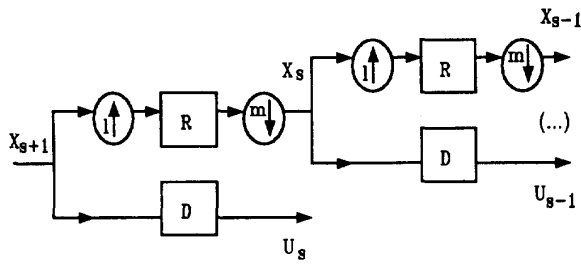 X_{s-1}
X_s
l
R
m
X_{s+1}
l
R
m
(...)
D
U_{s-1}
D
U_s